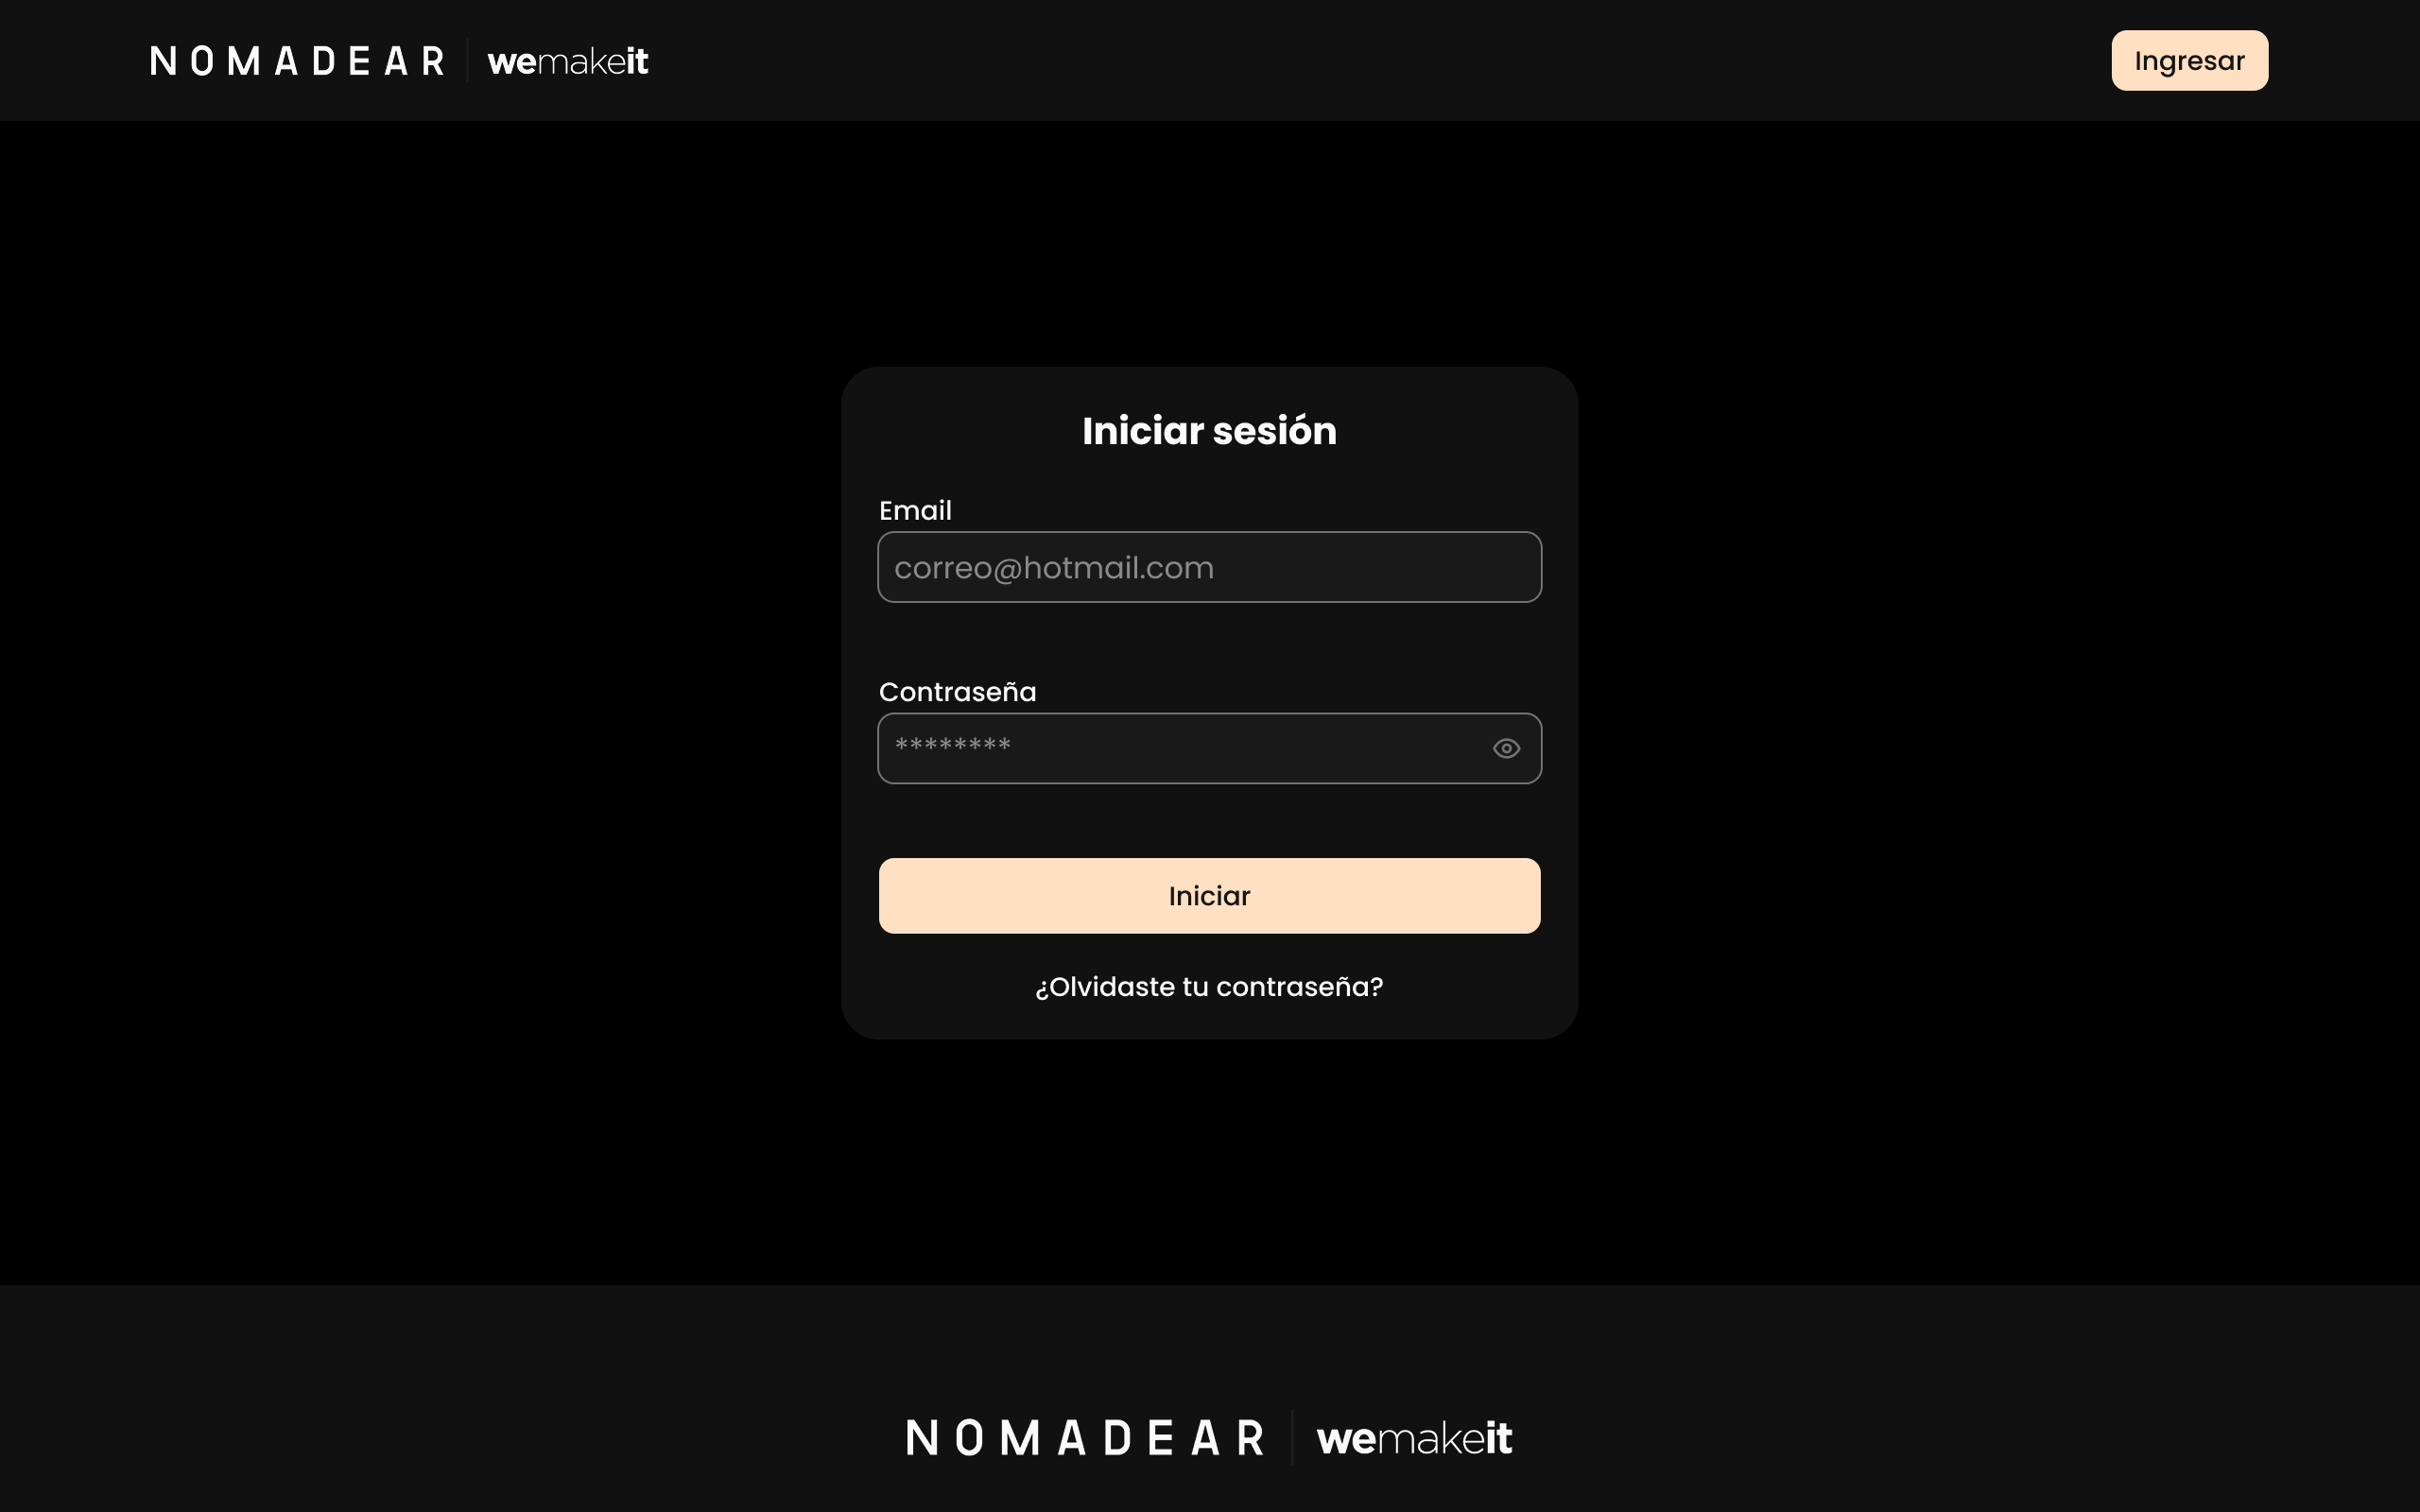 NOMADEAR wemakeit
Ingresar
Iniciar sesión
Email
correo@hotmail.com
Contraseña
********
Iniciar
¿Olvidaste tu contraseña?
NOMADEAR wemakeit